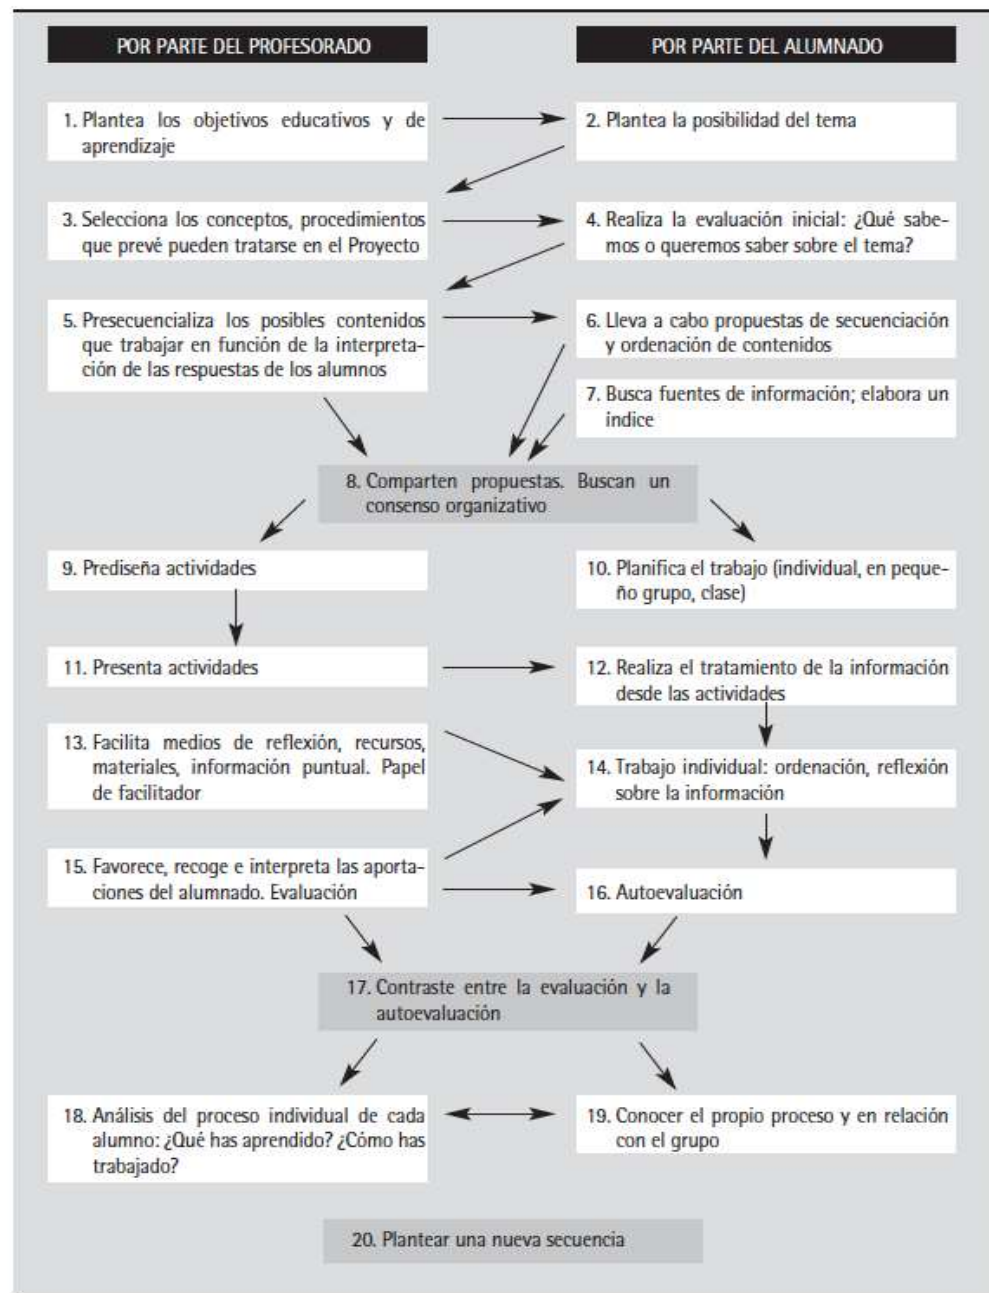 POR PARTE DEL PROFESORADO
POR PARTE DEL ALUMNADO
1. Plantea los objetivos educativos y de
aprendizaje
2. Plantea la posibilidad del tema
3. Selecciona los conceptos, procedimientos
que prevé pueden tratarse en el Proyecto
4. Realiza la evaluación inicial: ¿Qué sabe-
mos o queremos saber sobre el tema?
5. Presecuencializa los posibles contenidos
que trabajar en función de la interpreta-
ción de las respuestas de los alumnos
6. Lleva a cabo propuestas de secuenciación
y ordenación de contenidos
7. Busca fuentes de información; elabora un
índice
8. Comparten propuestas. Buscan un
consenso organizativo
9. Prediseña actividades
10. Planifica el trabajo (individual, en peque-
ño grupo, clase)
11. Presenta actividades
12. Realiza el tratamiento de la información
desde las actividades
13. Facilita medios de reflexión, recursos,
materiales, información puntual. Papel
de facilitador
14. Trabajo individual: ordenación, reflexión
sobre la información
15. Favorece, recoge e interpreta las aporta-
ciones del alumnado. Evaluación
16. Autoevaluación
17. Contraste entre la evaluación y la
autoevaluación
18. Análisis del proceso individual de cada
alumno: ¿Qué has aprendido? ¿Cómo has
trabajado?
19. Conocer el propio proceso y en relación
con el grupo
20. Plantear una nueva secuencia